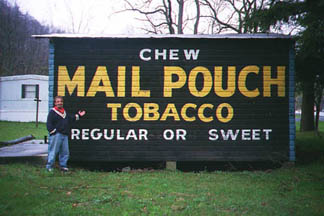 CHEW
MAIL POUCH
TOBACCO
REGULAR OR SWEET